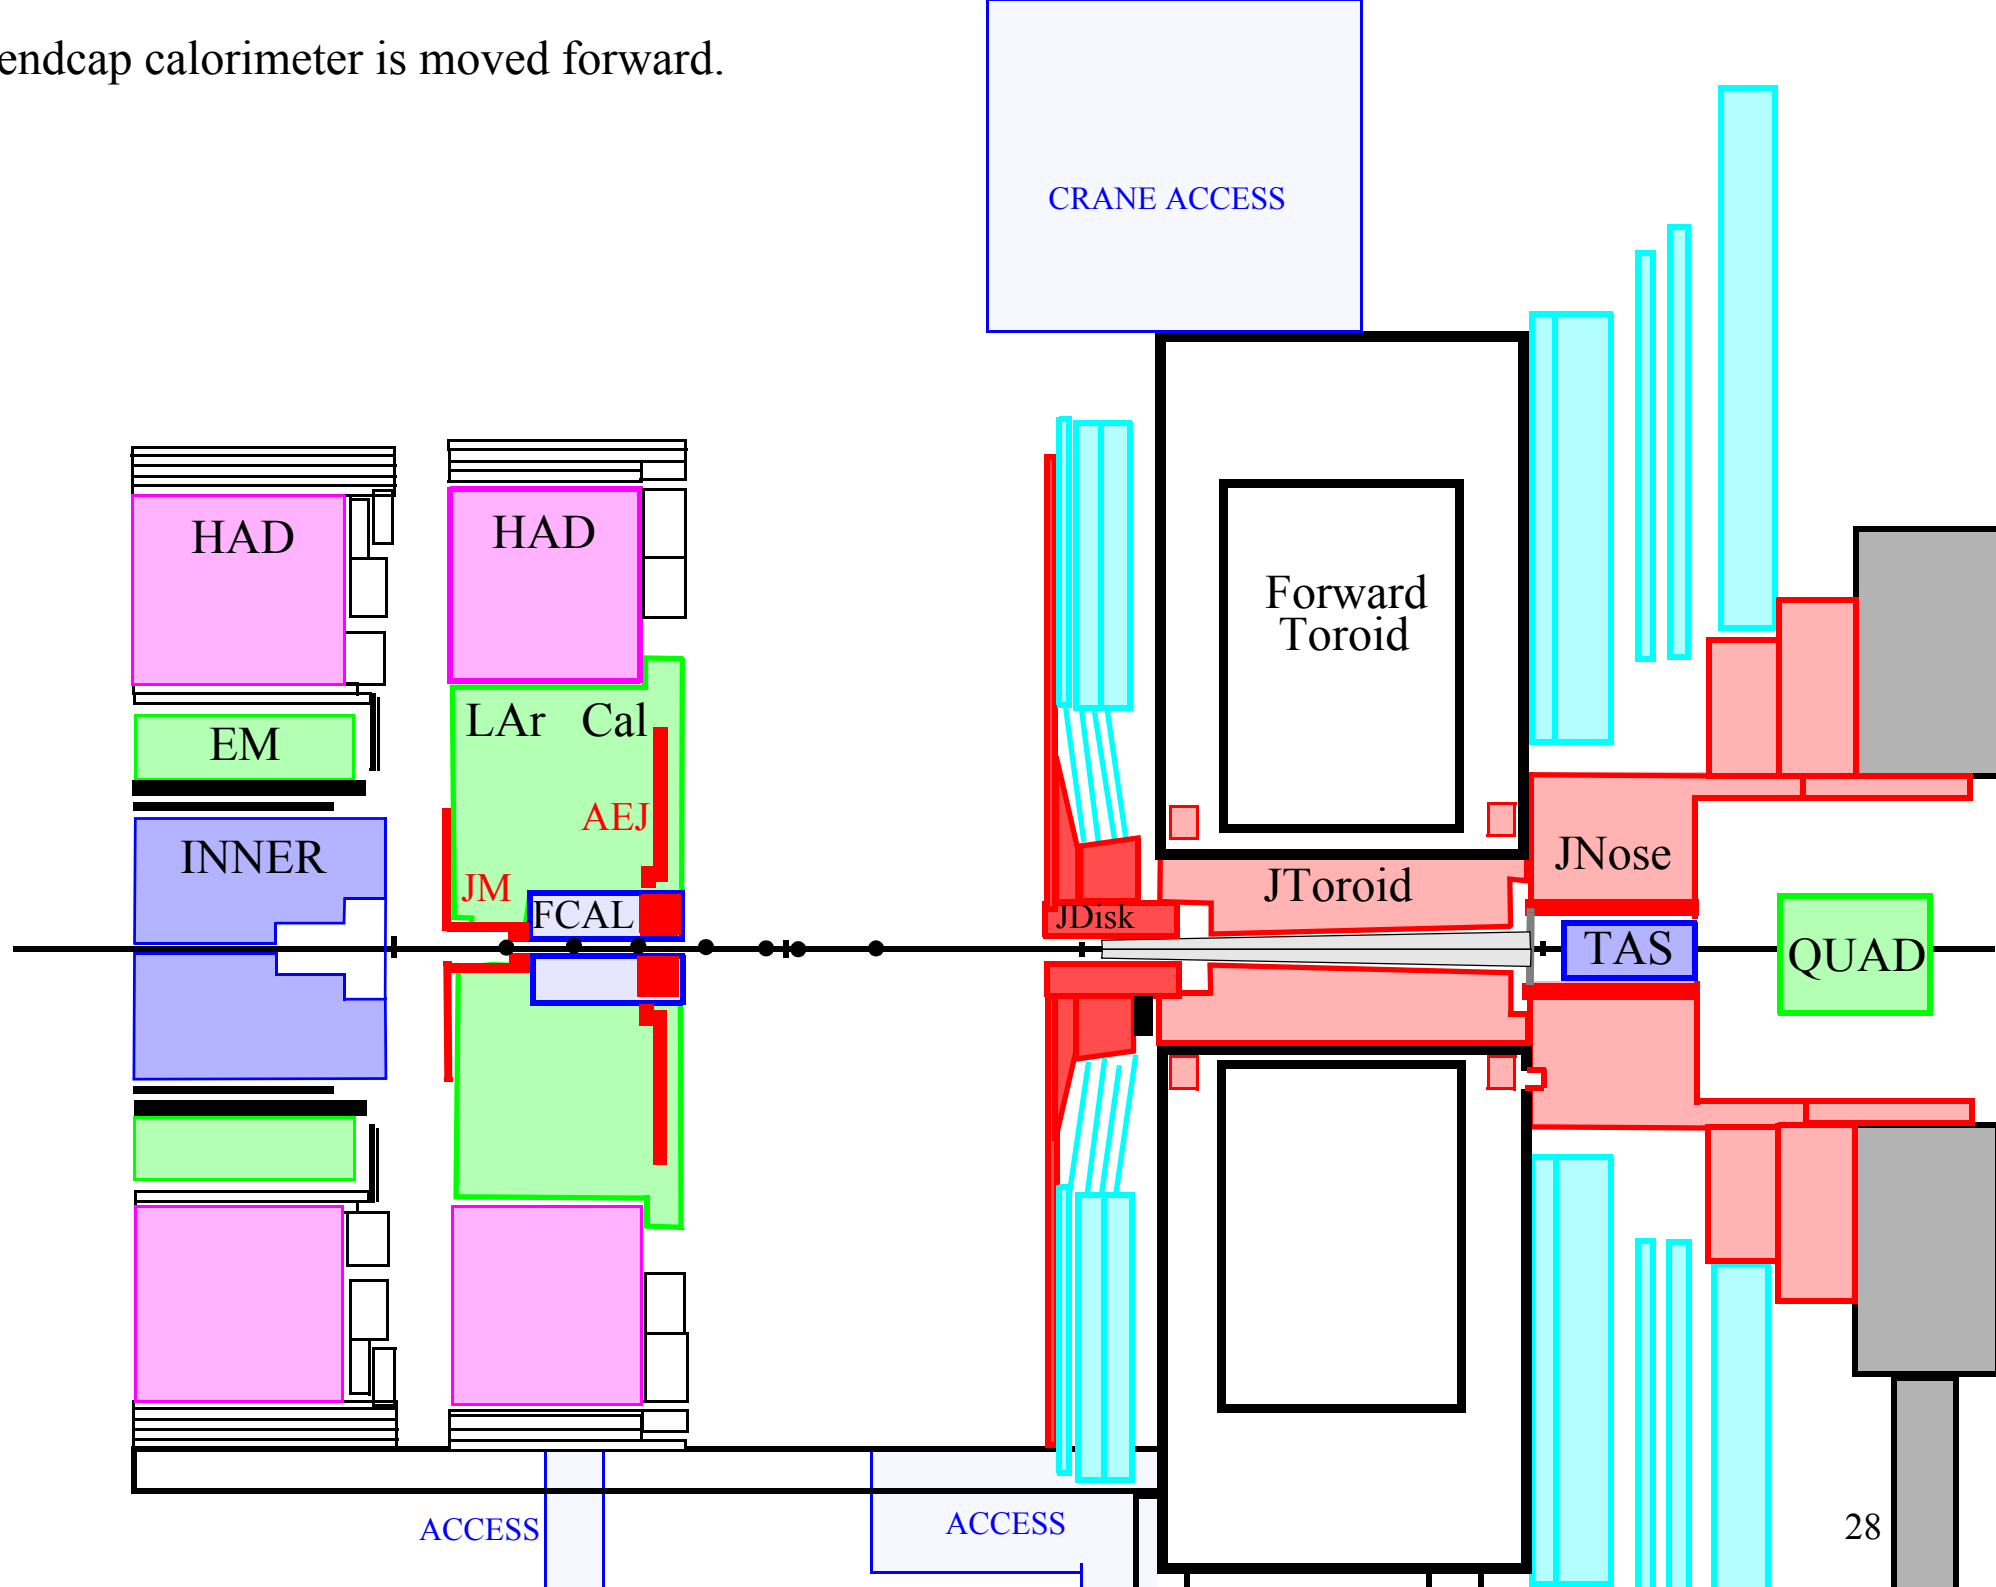 endcap calorimeter is moved forward.
CRANE ACCESS
HAD
HAD
Forward
Toroid
LAr Cal
EM
AEJ
INNER
JM
JToroid
JNose
FCAL
JDisk
TAS
QUAD
ACCESS
ACCESS
28